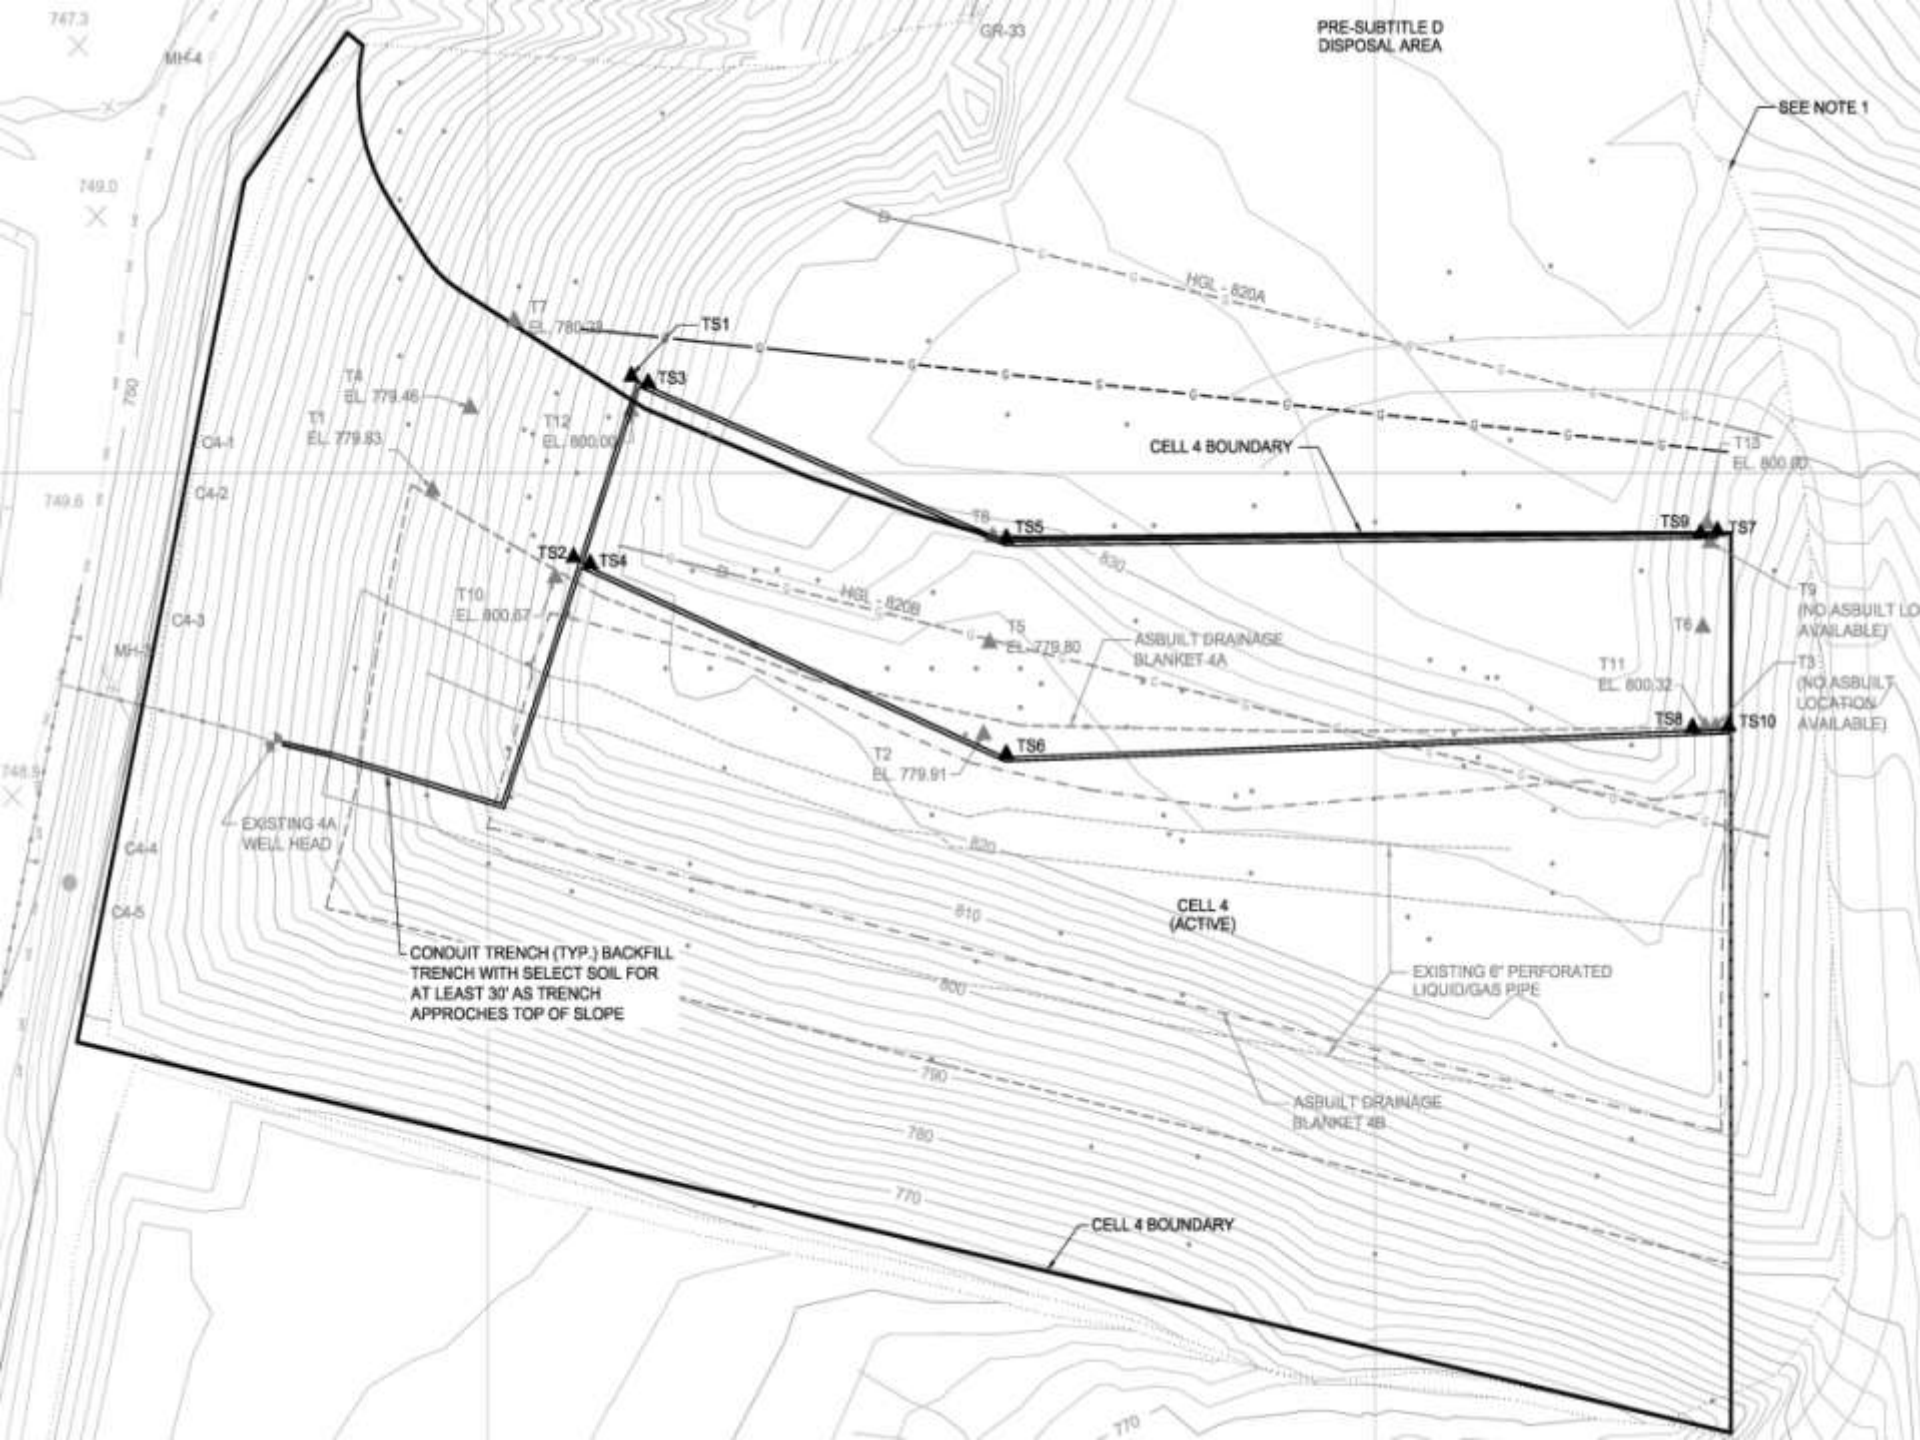 747.3
MH-4
GR-33
PRE-SUBTITLE D
DISPOSAL AREA
SEE NOTE 1
749.0
750
D
HGL - 820A
T7
EL. 780.38
TS1
TS3
T4
EL. 779.46
T1
EL. 779.83
T12
EL. 800.00
C4-1
C4-2
749.6
CELL 4 BOUNDARY
T13
EL. 800.00
T8
TS5
TS9
TS7
830
TS2
TS4
T10
EL. 800.67
D
HGL - 820B
T5
EL. 779.80
ASBUILT DRAINAGE
BLANKET 4A
T6
T9
(NO ASBUILT LO
AVAILABLE)
C4-3
MH-3
T11
EL. 800.32
T3
(NO ASBUILT
LOCATION
AVAILABLE)
TS8
TS10
TS6
T2
EL. 779.91
EXISTING 4A
WELL HEAD
C4-4
820
C4-5
810
CELL 4
(ACTIVE)
CONDUIT TRENCH (TYP.) BACKFILL
TRENCH WITH SELECT SOIL FOR
AT LEAST 30' AS TRENCH
APPROCHES TOP OF SLOPE
EXISTING 6" PERFORATED
LIQUID/GAS PIPE
800
790
ASBUILT DRAINAGE
BLANKET 4B
780
770
CELL 4 BOUNDARY
770